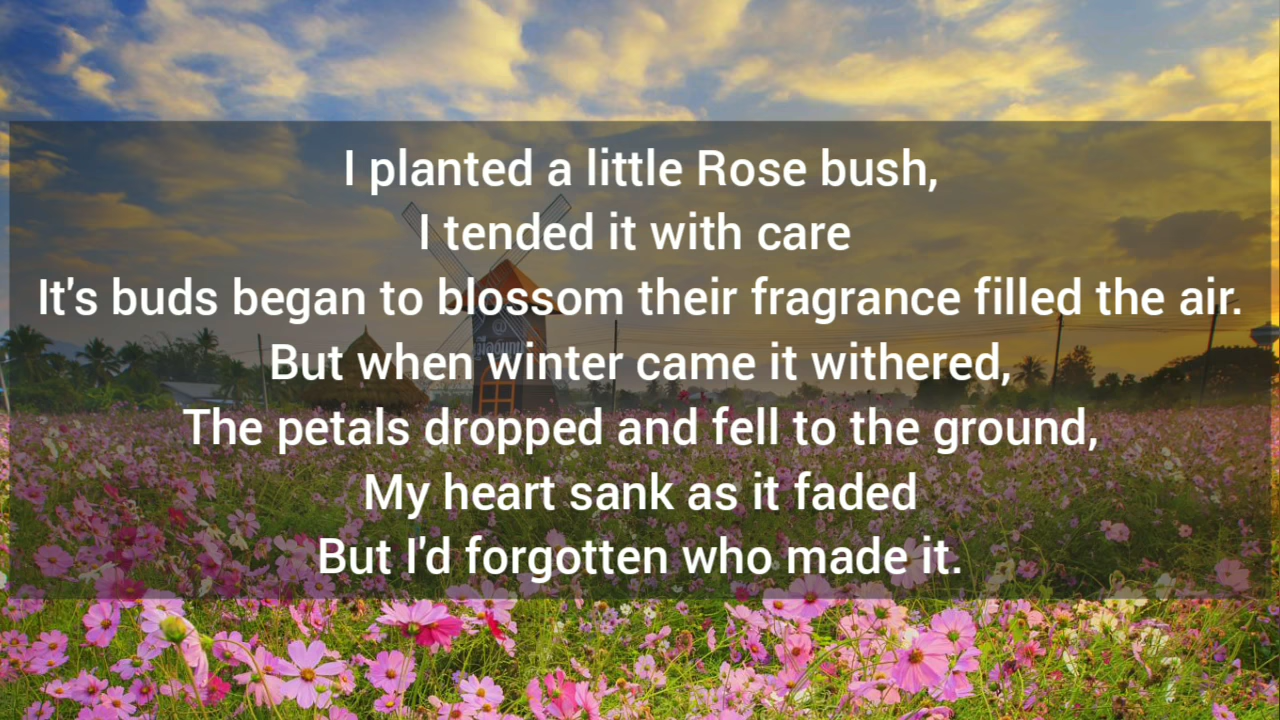 I planted a little Rose bush,
I tended it with care
It's buds began to blossom their fragrance filled the air.
But when winter came it withered,
The petals dropped and fell to the ground,
My heart sank as it faded
But I'd forgotten who made it.